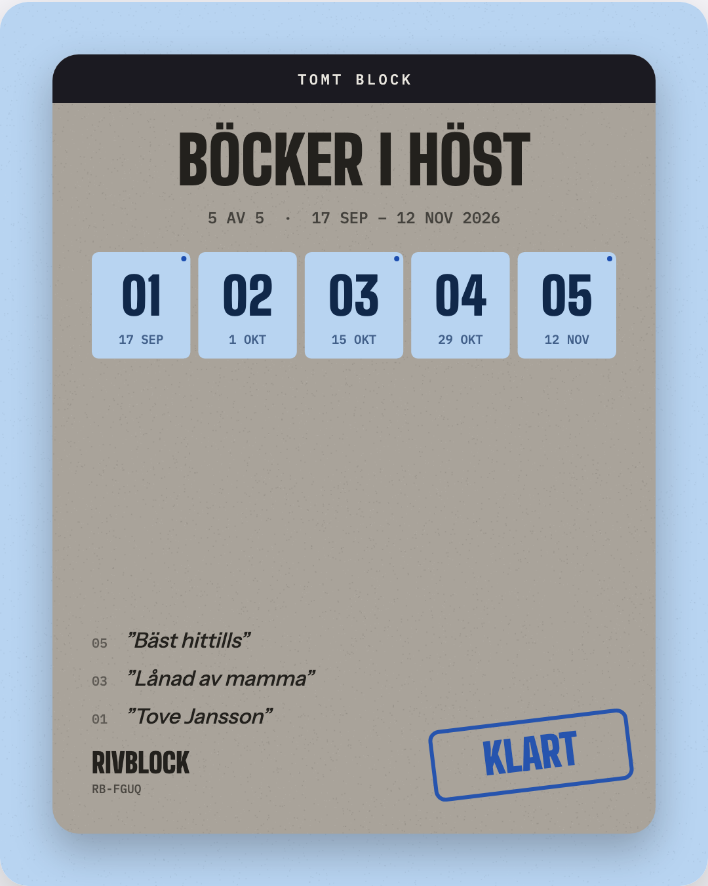 TOMT BLOCK
BÖCKER I HÖST
5 AV 5 · 17 SEP – 12 NOV 2026
01 02 03 04 05
17 SEP 1 OKT 15 OKT 29 OKT 12 NOV
05 ”Bäst hittills”
03 ”Lånad av mamma”
01 ”Tove Jansson”
KLART
RIVBLOCK
RB-FGUQ